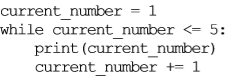 current_number = 1
while current_number <= 5:
    print(current_number)
    current_number += 1